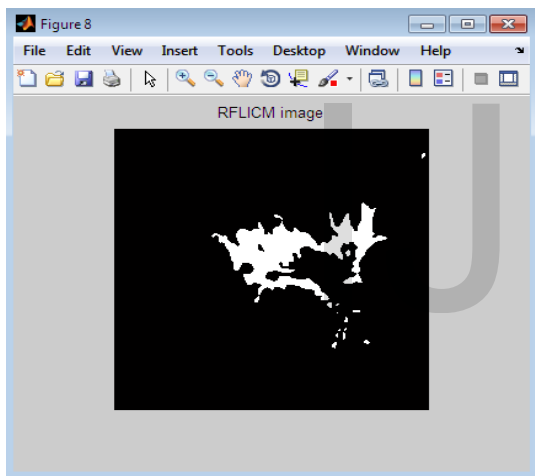 Figure 8
File Edit View Insert Tools Desktop Window Help
RFLICM image
U